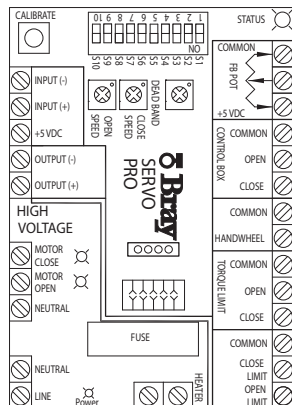 CALIBRATE
10 9 8 7 6 5 4 3 2 1
NO
S10 S9 S8 S7 S6 S5 S4 S3 S2 S1
STATUS
COMMON
FB POT
+5 VDC
INPUT (-)
INPUT (+)
+5 VDC
OUTPUT (-)
OUTPUT (+)
OPEN SPEED
CLOSE SPEED
DEAD BAND
Bray
SERVO
PRO
CONTROL BOX
COMMON
OPEN
CLOSE
COMMON
HANDWHEEL
TORQUE LIMIT
COMMON
OPEN
CLOSE
COMMON
CLOSE
LIMIT
OPEN
LIMIT
HIGH
VOLTAGE
MOTOR
CLOSE
MOTOR
OPEN
NEUTRAL
FUSE
NEUTRAL
LINE
Power
HEATER